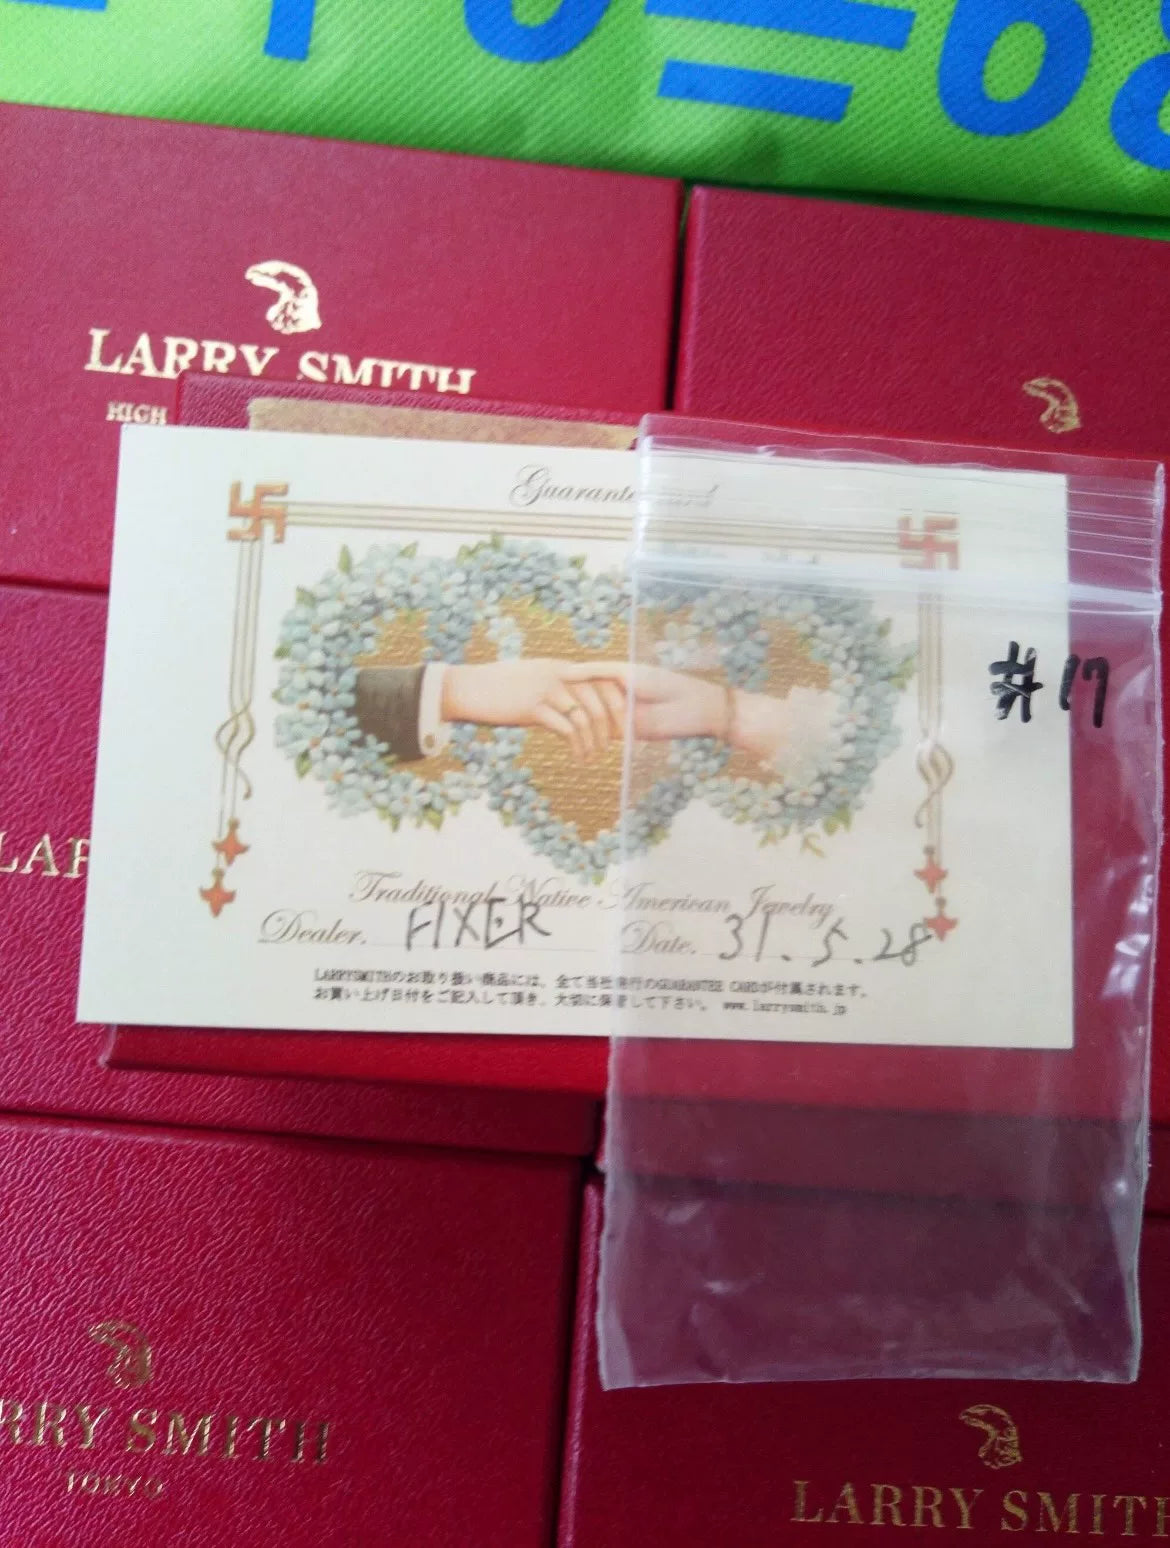 LARRY SMITH
HIGH
Guarantee Card
#17
Traditional Native American Jewelry
Dealer. FIXER Date. 31.5.28
LARRYSMITHのお取り扱い商品には、全て当社発行のGUARANTEE CARDが付属されます。
お買い上げ日付をご記入して頂き、大切に保管して下さい。 www.larrysmith.jp
LAR
RRY SMITH
TOKYO
LARRY SMITH